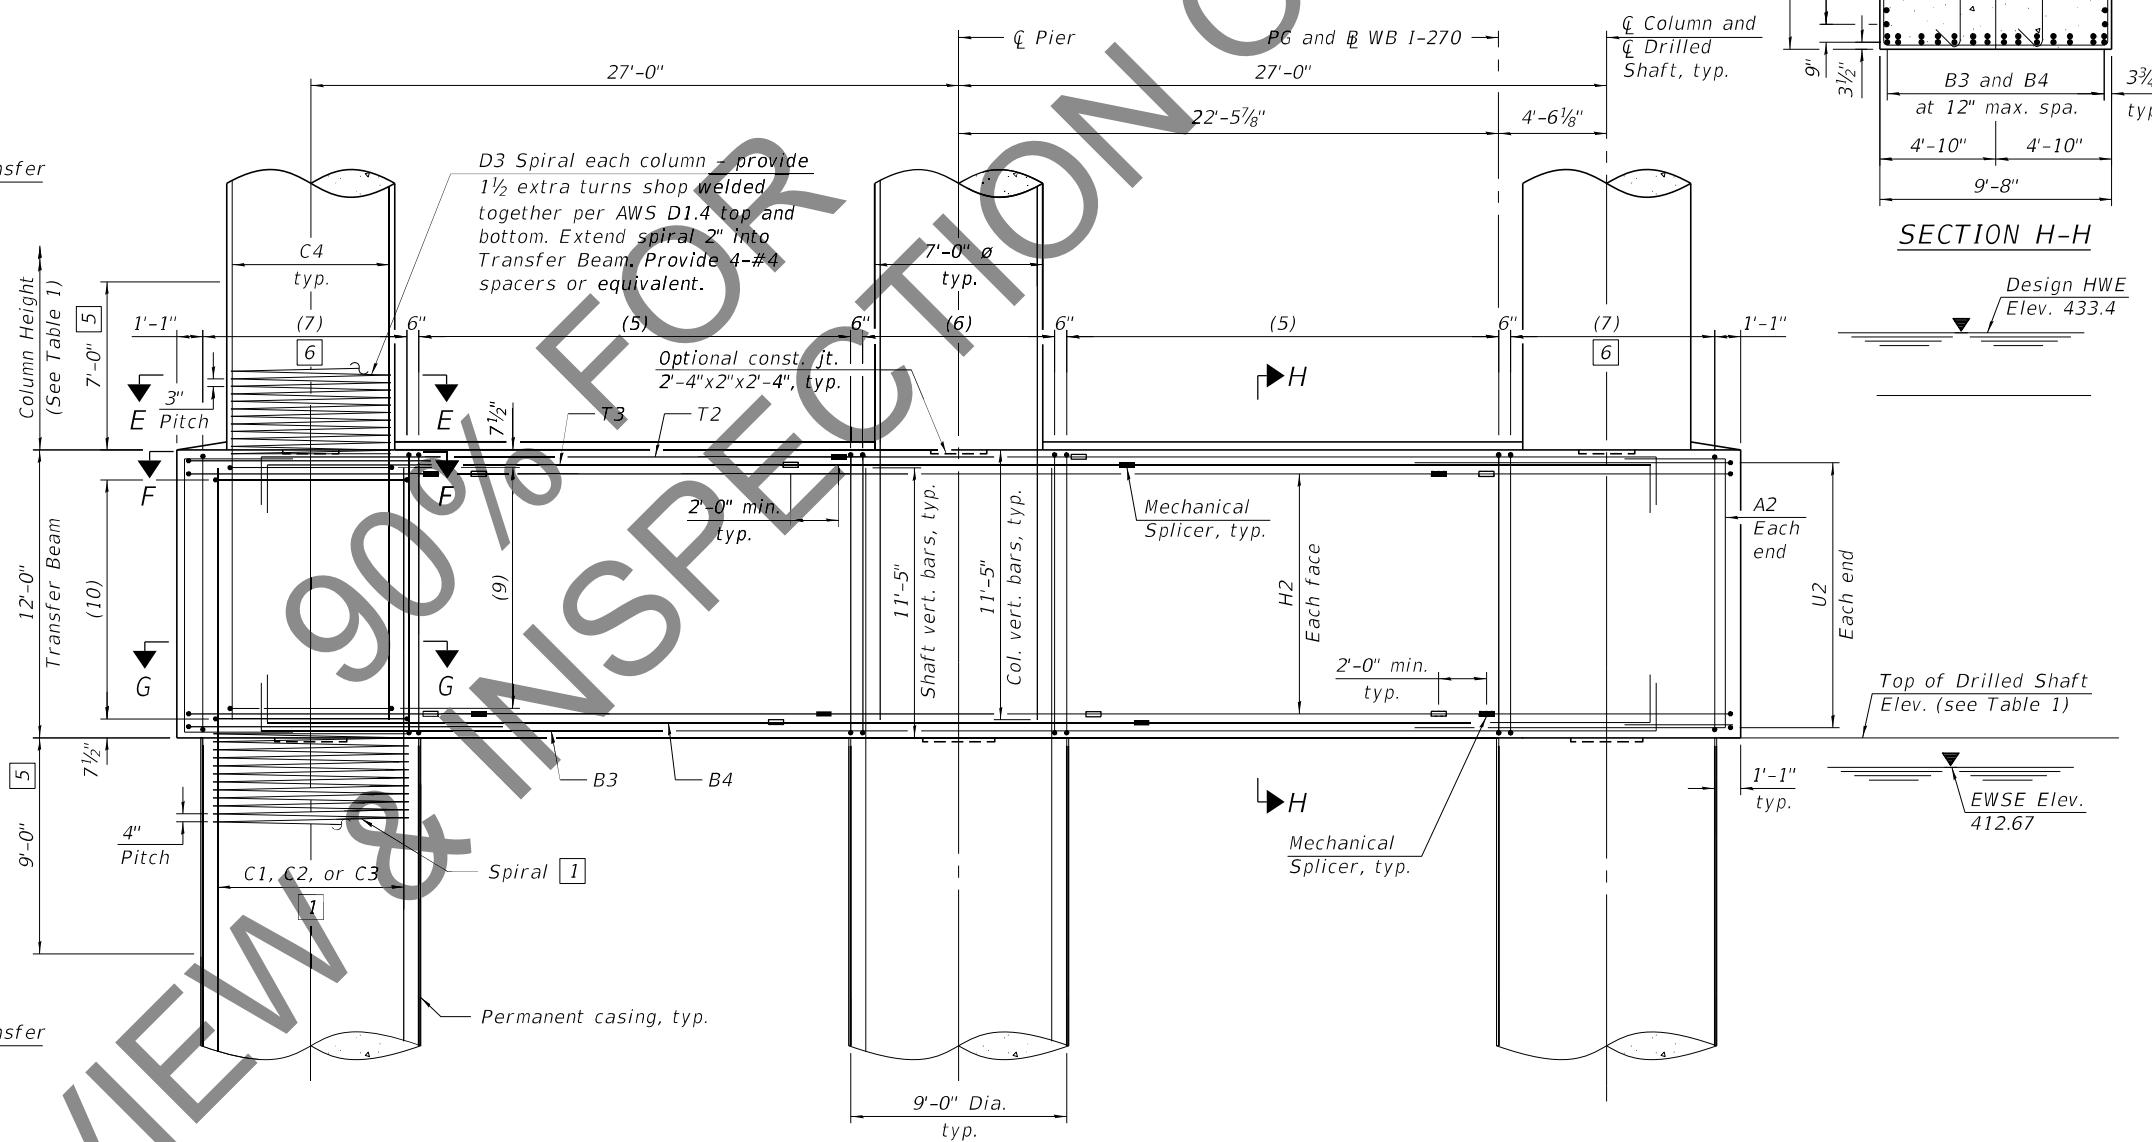 ℄ Pier
PG and ℞ WB I-270
℄ Column and
℄ Drilled
Shaft, typ.
27'-0"
27'-0"
22'-5⅞"
4'-6⅛"
9"
3½"
B3 and B4
at 12" max. spa.
typ
4'-10"
4'-10"
9'-8"
SECTION H-H
nsfer
D3 Spiral each column - provide
1½ extra turns shop welded
together per AWS D1.4 top and
bottom. Extend spiral 2" into
Transfer Beam. Provide 4-#4
spacers or equivalent.
C4
typ.
7'-0" ø
typ.
Design HWE
Elev. 433.4
Column Height
(See Table 1)
7'-0"
5
1'-1"
(7)
6"
(5)
6"
(6)
6"
(5)
6"
(7)
1'-1"
6
6
Optional const. jt.
2'-4"x2"x2'-4", typ.
H
E
E
3"
Pitch
T3
T2
7½"
F
F
2'-0" min.
typ.
Mechanical
Splicer, typ.
A2
Each
end
12'-0"
Transfer Beam
(10)
(9)
11'-5"
Shaft vert. bars, typ.
11'-5"
Col. vert. bars, typ.
H2
Each face
U2
Each end
G
G
2'-0" min.
typ.
Top of Drilled Shaft
Elev. (see Table 1)
7½"
5
9'-0"
B3
B4
H
1'-1"
typ.
EWSE Elev.
412.67
4"
Pitch
Mechanical
Splicer, typ.
C1, C2, or C3
1
Spiral 1
Permanent casing, typ.
nsfer
9'-0" Dia.
typ.
90% FOR
VIEW & INSPECTION O